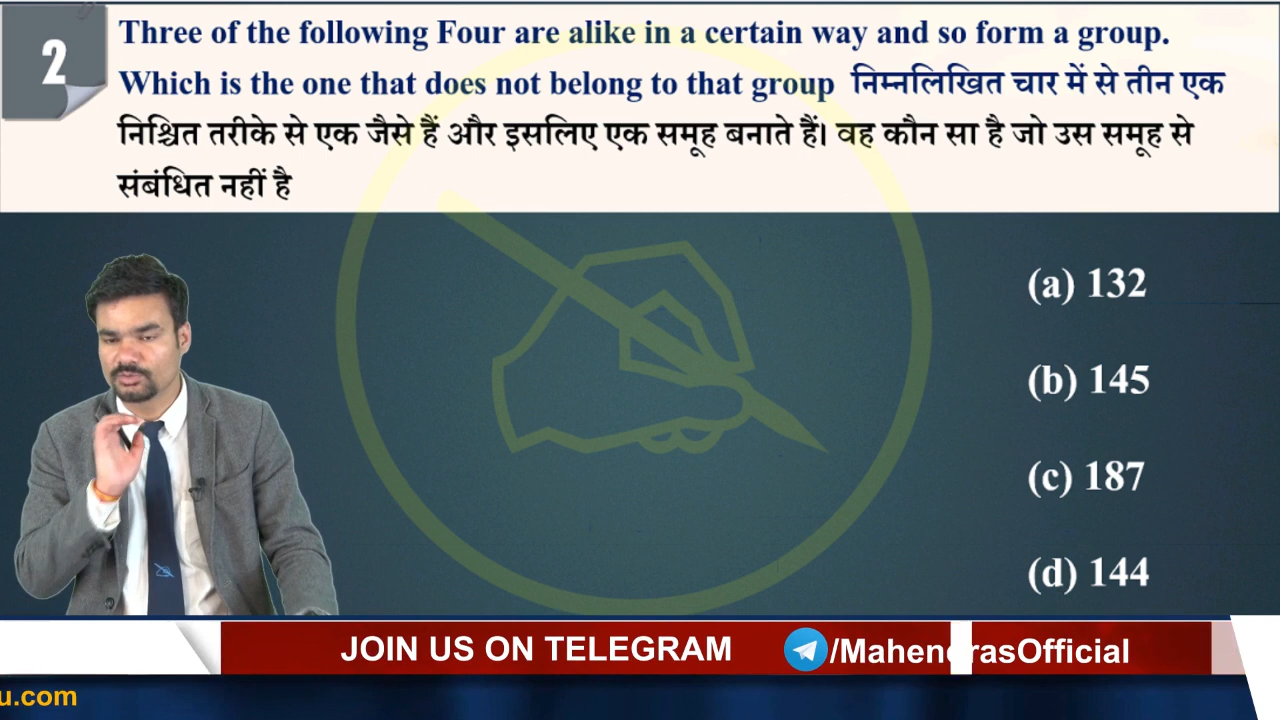 2
Three of the following Four are alike in a certain way and so form a group.
Which is the one that does not belong to that group निम्नलिखित चार में से तीन एक
निश्चित तरीके से एक जैसे हैं और इसलिए एक समूह बनाते हैं। वह कौन सा है जो उस समूह से
संबंधित नहीं है
(a) 132
(b) 145
(c) 187
(d) 144
JOIN US ON TELEGRAM
/MahendrasOfficial
u.com